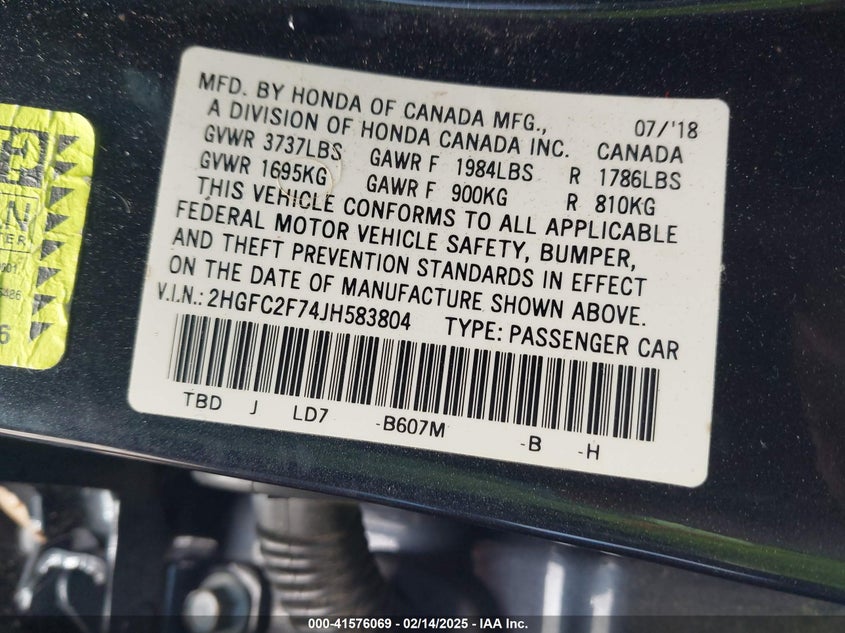 MFD. BY HONDA OF CANADA MFG., 07/'18
A DIVISION OF HONDA CANADA INC. CANADA
GVWR 3737LBS GAWR F 1984LBS R 1786LBS
GVWR 1695KG GAWR F 900KG R 810KG
THIS VEHICLE CONFORMS TO ALL APPLICABLE
FEDERAL MOTOR VEHICLE SAFETY, BUMPER,
AND THEFT PREVENTION STANDARDS IN EFFECT
ON THE DATE OF MANUFACTURE SHOWN ABOVE.
V.I.N.: 2HGFC2F74JH583804 TYPE: PASSENGER CAR
TBD J LD7 -B607M -B -H
000-41576069 - 02/14/2025 - IAA Inc.